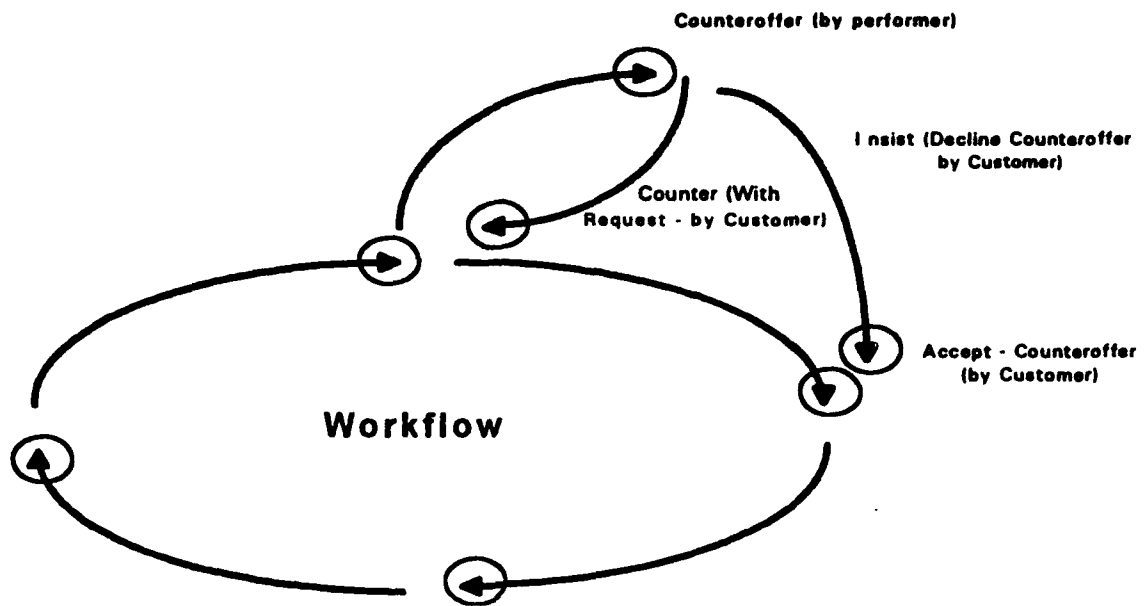 Counteroffer (by performer)
I nsist (Decline Counteroffer
by Customer)
Counter (With
Request - by Customer)
Accept - Counteroffer
(by Customer)
Workflow